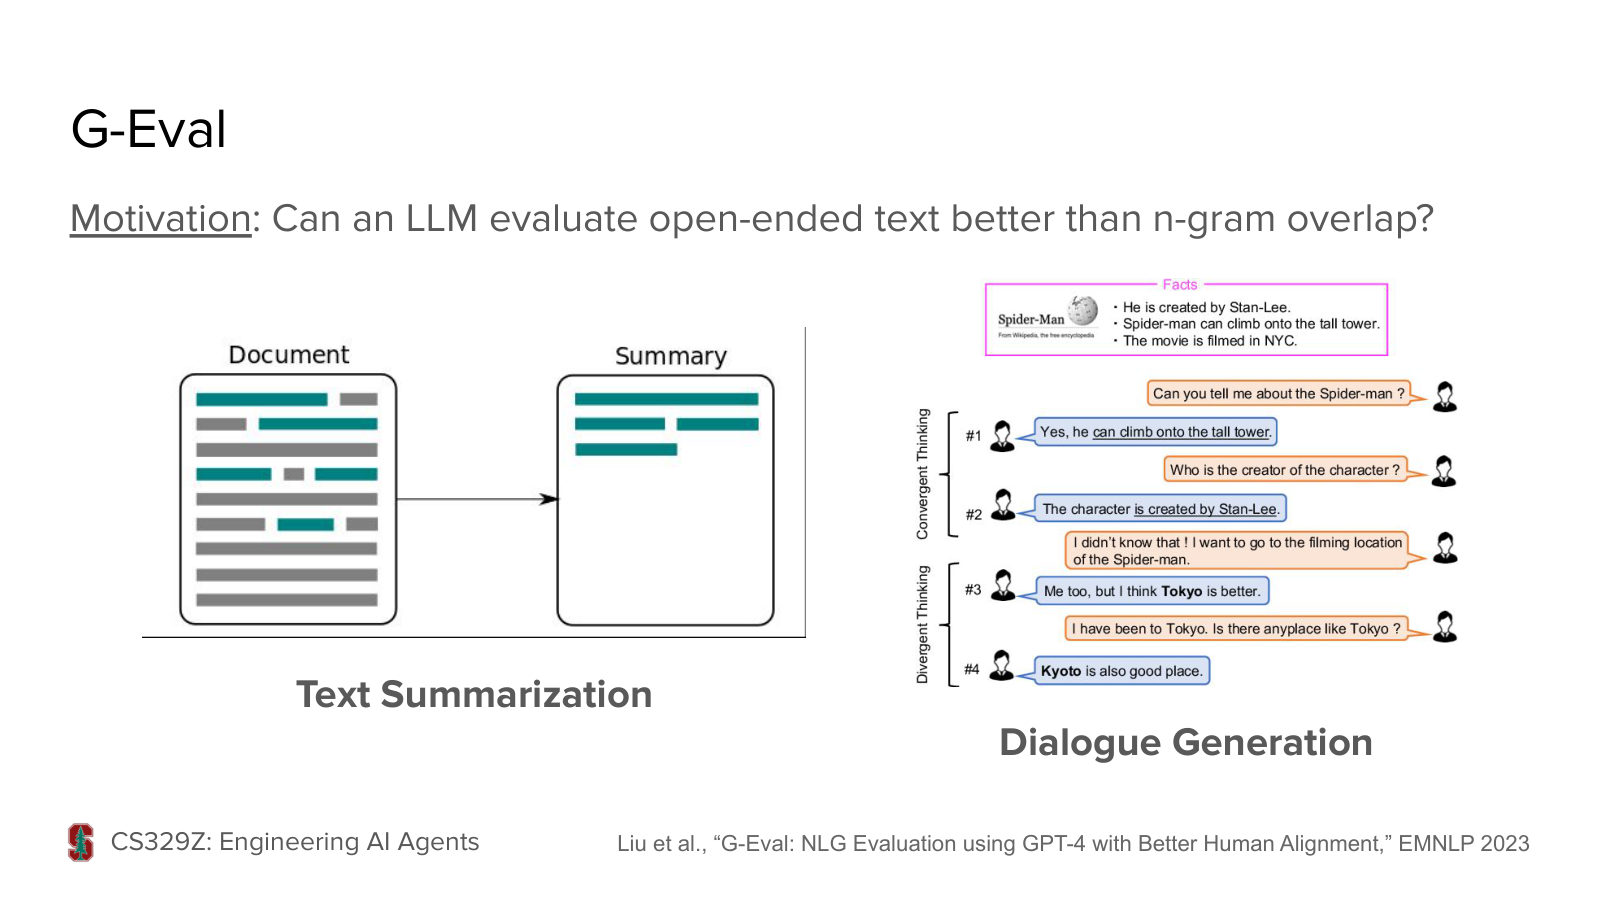 G-Eval
Motivation: Can an LLM evaluate open-ended text better than n-gram overlap?
Document
Summary
Text Summarization
Facts
Spider-Man
From Wikipedia, the free encyclopedia
· He is created by Stan-Lee.
· Spider-man can climb onto the tall tower.
· The movie is filmed in NYC.
Can you tell me about the Spider-man ?
Convergent Thinking
#1
Yes, he can climb onto the tall tower.
Who is the creator of the character ?
#2
The character is created by Stan-Lee.
I didn't know that ! I want to go to the filming location
of the Spider-man.
Divergent Thinking
#3
Me too, but I think Tokyo is better.
I have been to Tokyo. Is there anyplace like Tokyo ?
#4
Kyoto is also good place.
Dialogue Generation
CS329Z: Engineering AI Agents
Liu et al., “G-Eval: NLG Evaluation using GPT-4 with Better Human Alignment,” EMNLP 2023